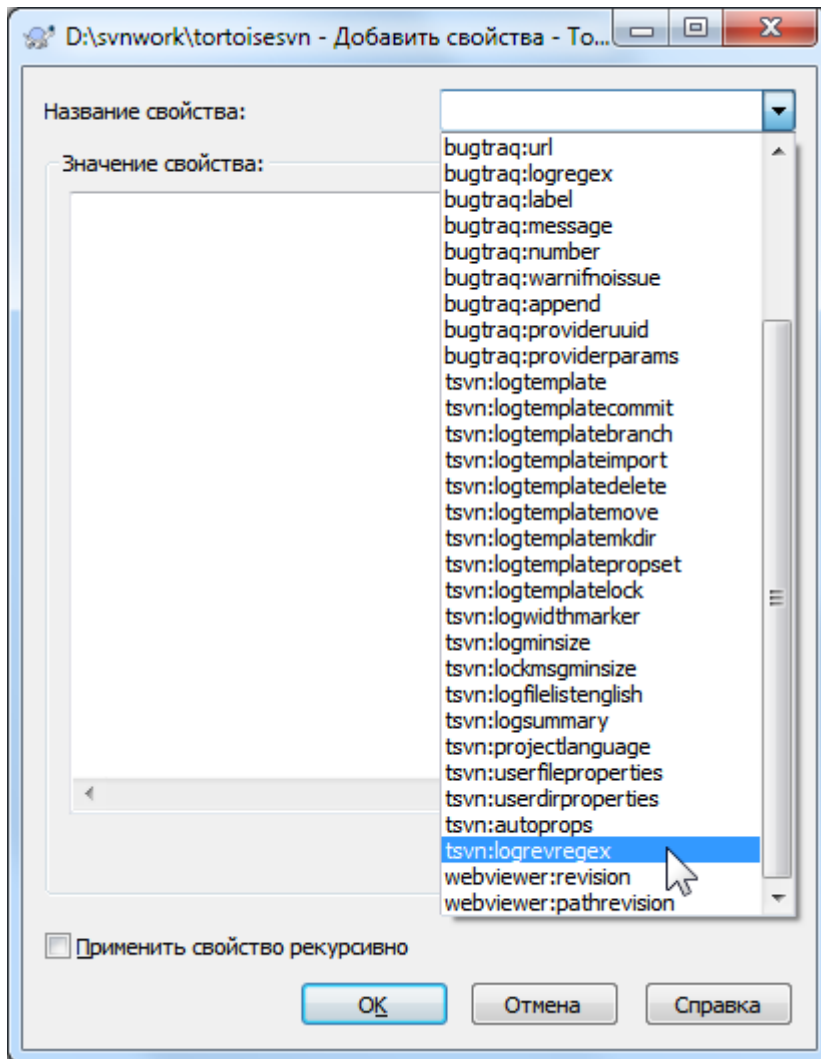 D:\svnwork\tortoisesvn - Добавить свойства - To...
Название свойства:
Значение свойства:
bugtraq:url
bugtraq:logregex
bugtraq:label
bugtraq:message
bugtraq:number
bugtraq:warnifnoissue
bugtraq:append
bugtraq:provideruuid
bugtraq:providerparams
tsvn:logtemplate
tsvn:logtemplatecommit
tsvn:logtemplatebranch
tsvn:logtemplateimport
tsvn:logtemplatedelete
tsvn:logtemplatemove
tsvn:logtemplatemkdir
tsvn:logtemplatepropset
tsvn:logtemplatelock
tsvn:logwidthmarker
tsvn:logminsize
tsvn:lockmsgminsize
tsvn:logfilelistenglish
tsvn:logsummary
tsvn:projectlanguage
tsvn:userfileproperties
tsvn:userdirproperties
tsvn:autoprops
tsvn:logrevregex
webviewer:revision
webviewer:pathrevision
Применить свойство рекурсивно
OK Отмена Справка